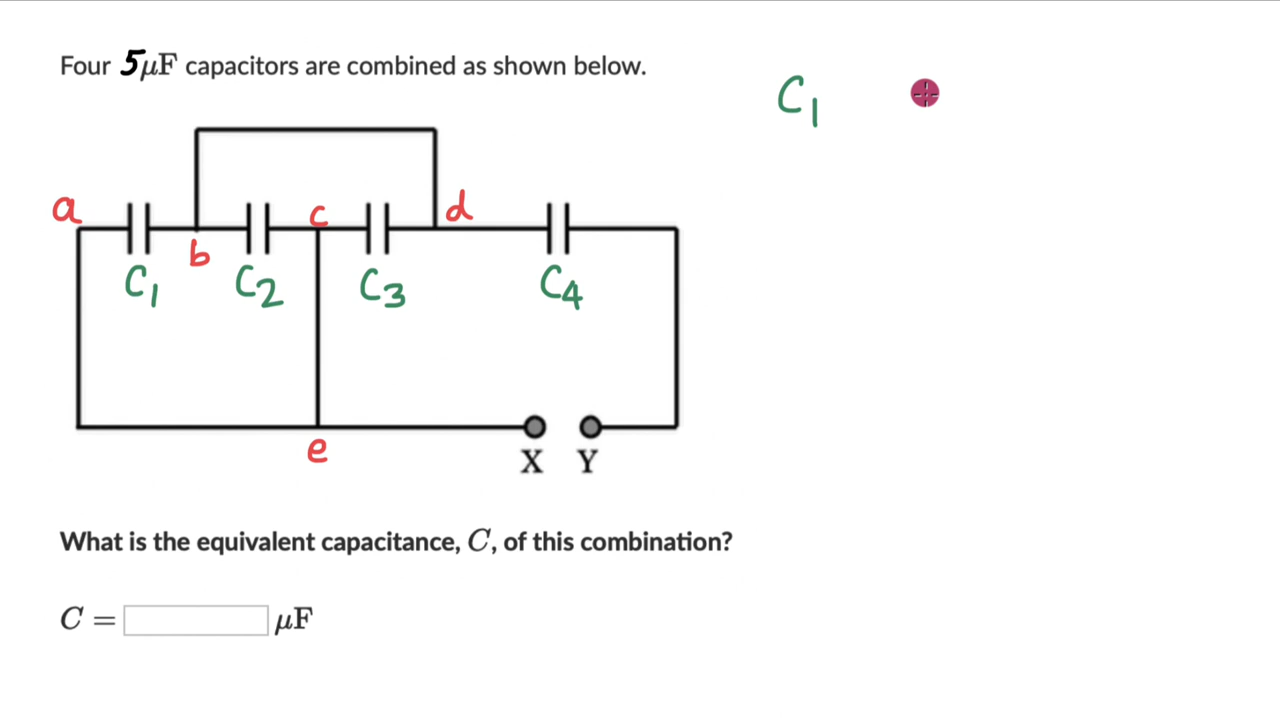 Four 5μF capacitors are combined as shown below.
C1
a
c
d
b
C1
C2
C3
C4
e
X Y
What is the equivalent capacitance, C, of this combination?
C = μF